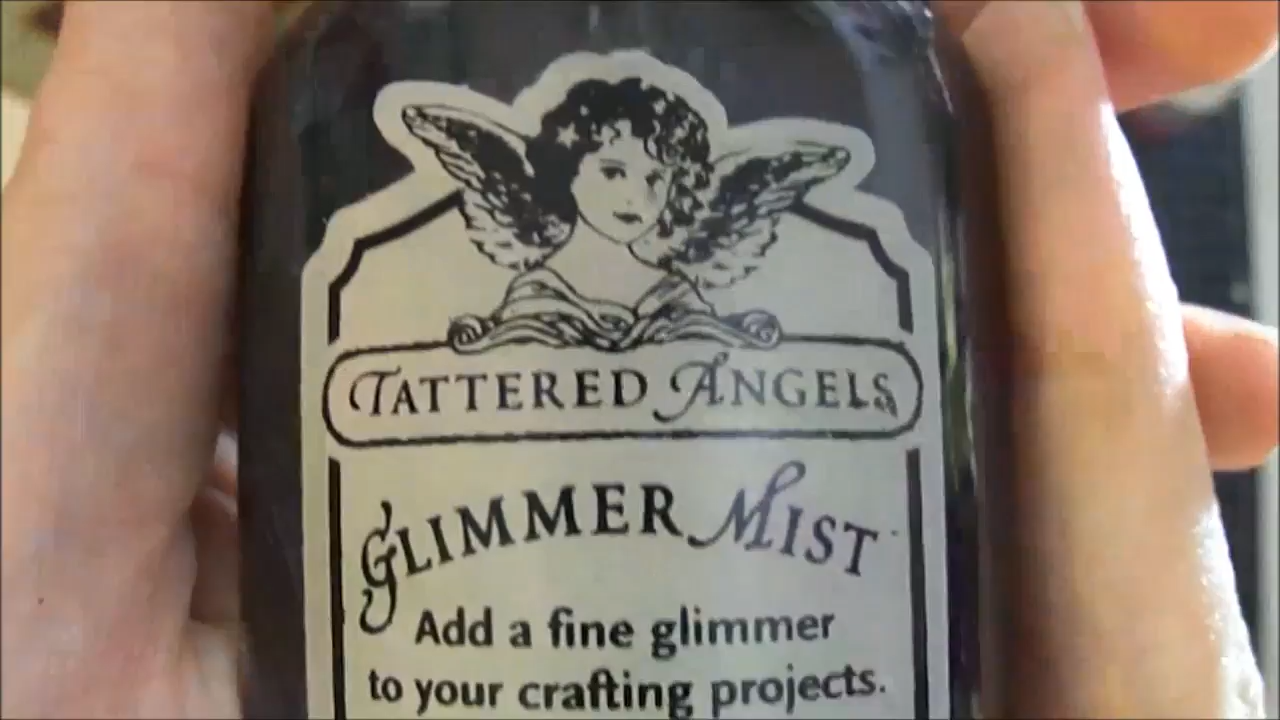 TATTERED ANGELS
GLIMMER MIST
Add a fine glimmer
to your crafting projects.